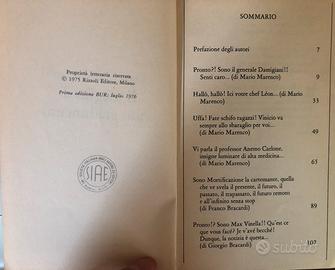 Proprietà letteraria riservata
© 1975 Rizzoli Editore, Milano
Prima edizione BUR: luglio 1976
SIAE
SOMMARIO
Prefazione degli autori 7
Pronto?! Sono il generale Damigiani!!
Senti caro... (di Mario Marenco) 9
Hallò, hallò! Ici votre chef Léon...
(di Mario Marenco) 33
Uffa! Fate schifo ragazzi! Vinicio va
sempre allo sbaraglio per voi...
(di Mario Marenco) 49
Vi parla il professor Anemo Carlone,
insigne luminare di alta medicina...
(di Mario Marenco) 65
Sono Mortificazione la cartomante, quella
che ve svela il presente, il futuro, il
passato, il trapassato, il futuro remoto
e all'infinito senza stop
(di Franco Bracardi) 89
Pronto!? Sono Max Vinella!! Qu'est ce
que vous facé? Je v'avé becché!
Dunque, la notizia è questa...
(di Giorgio Bracardi) 107
subito